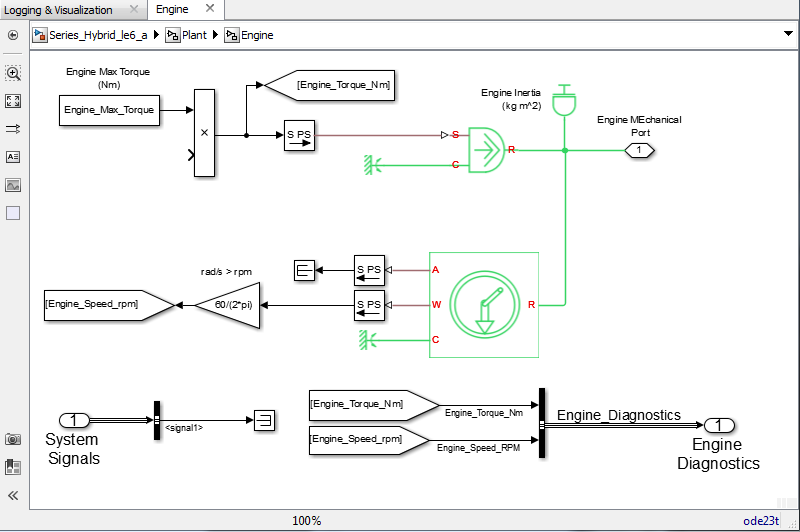 Logging & Visualization
Engine
Series_Hybrid_le6_a
Plant
Engine
Engine Max Torque
(Nm)
Engine_Max_Torque
×
[Engine_Torque_Nm]
S PS
S
C
R
Engine Inertia
(kg m^2)
Engine MEchanical
Port
1
rad/s > rpm
[Engine_Speed_rpm]
60/(2*pi)
S PS
S PS
A
W
C
R
1
System
Signals
<signal1>
[Engine_Torque_Nm]
[Engine_Speed_rpm]
Engine_Torque_Nm
Engine_Speed_RPM
Engine_Diagnostics
1
Engine
Diagnostics
100%
ode23t